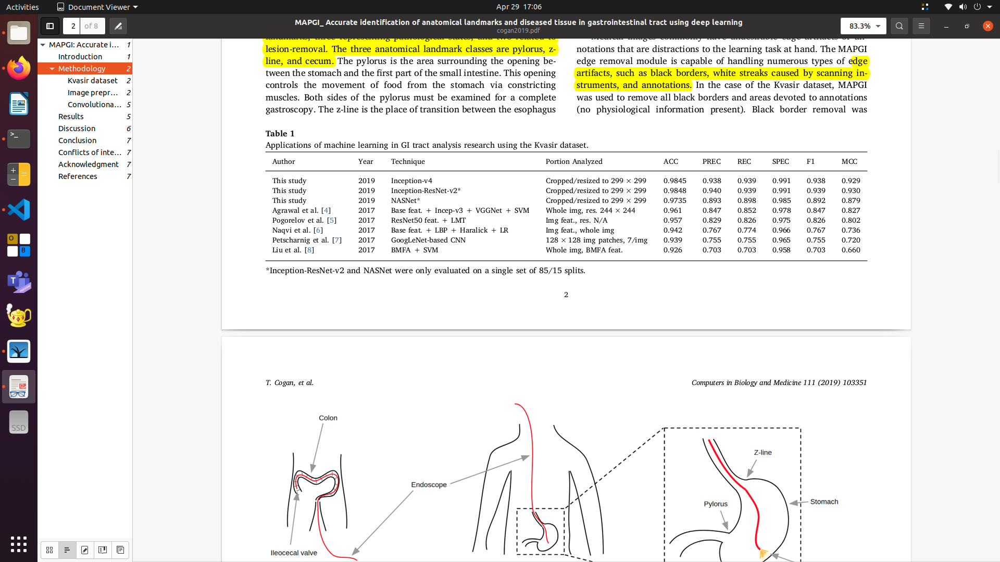 Activities
Document Viewer
Apr 29 17:06
2 of 8
MAPGI_ Accurate identification of anatomical landmarks and diseased tissue in gastrointestinal tract using deep learning
cogan2019.pdf
83.3%
MAPGI: Accurate i... 1
Introduction 1
Methodology 2
Kvasir dataset 2
Image prepr... 2
Convolutiona... 5
Results 5
Discussion 6
Conclusion 7
Conflicts of inte... 7
Acknowledgment 7
References 7
landmarks, three representing pathological states, and two related to
lesion-removal. The three anatomical landmark classes are pylorus, z-
line, and cecum. The pylorus is the area surrounding the opening be-
tween the stomach and the first part of the small intestine. This opening
controls the movement of food from the stomach via constricting
muscles. Both sides of the pylorus must be examined for a complete
gastroscopy. The z-line is the place of transition between the esophagus
Medical images commonly have undesirable edge artifacts or an-
notations that are distractions to the learning task at hand. The MAPGI
edge removal module is capable of handling numerous types of edge
artifacts, such as black borders, white streaks caused by scanning in-
struments, and annotations. In the case of the Kvasir dataset, MAPGI
was used to remove all black borders and areas devoted to annotations
(no physiological information present). Black border removal was
Table 1
Applications of machine learning in GI tract analysis research using the Kvasir dataset.
Author Year Technique Portion Analyzed ACC PREC REC SPEC F1 MCC
This study 2019 Inception-v4 Cropped/resized to 299 × 299 0.9845 0.938 0.939 0.991 0.938 0.929
This study 2019 Inception-ResNet-v2* Cropped/resized to 299 × 299 0.9848 0.940 0.939 0.991 0.939 0.930
This study 2019 NASNet* Cropped/resized to 299 × 299 0.9735 0.893 0.898 0.985 0.892 0.879
Agrawal et al. [4] 2017 Base feat. + Incep-v3 + VGGNet + SVM Whole img, res. 244 × 244 0.961 0.847 0.852 0.978 0.847 0.827
Pogorelov et al. [5] 2017 ResNet50 feat. + LMT Img feat., res. N/A 0.957 0.829 0.826 0.975 0.826 0.802
Naqvi et al. [6] 2017 Base feat. + LBP + Haralick + LR Img feat., whole img 0.942 0.767 0.774 0.966 0.767 0.736
Petscharnig et al. [7] 2017 GoogLeNet-based CNN 128 × 128 img patches, 7/img 0.939 0.755 0.755 0.965 0.755 0.720
Liu et al. [8] 2017 BMFA + SVM Whole img, BMFA feat. 0.926 0.703 0.703 0.958 0.703 0.660
*Inception-ResNet-v2 and NASNet were only evaluated on a single set of 85/15 splits.
2
T. Cogan, et al.
Computers in Biology and Medicine 111 (2019) 103351
Colon
Endoscope
Ileocecal valve
Z-line
Pylorus
Stomach
SSD